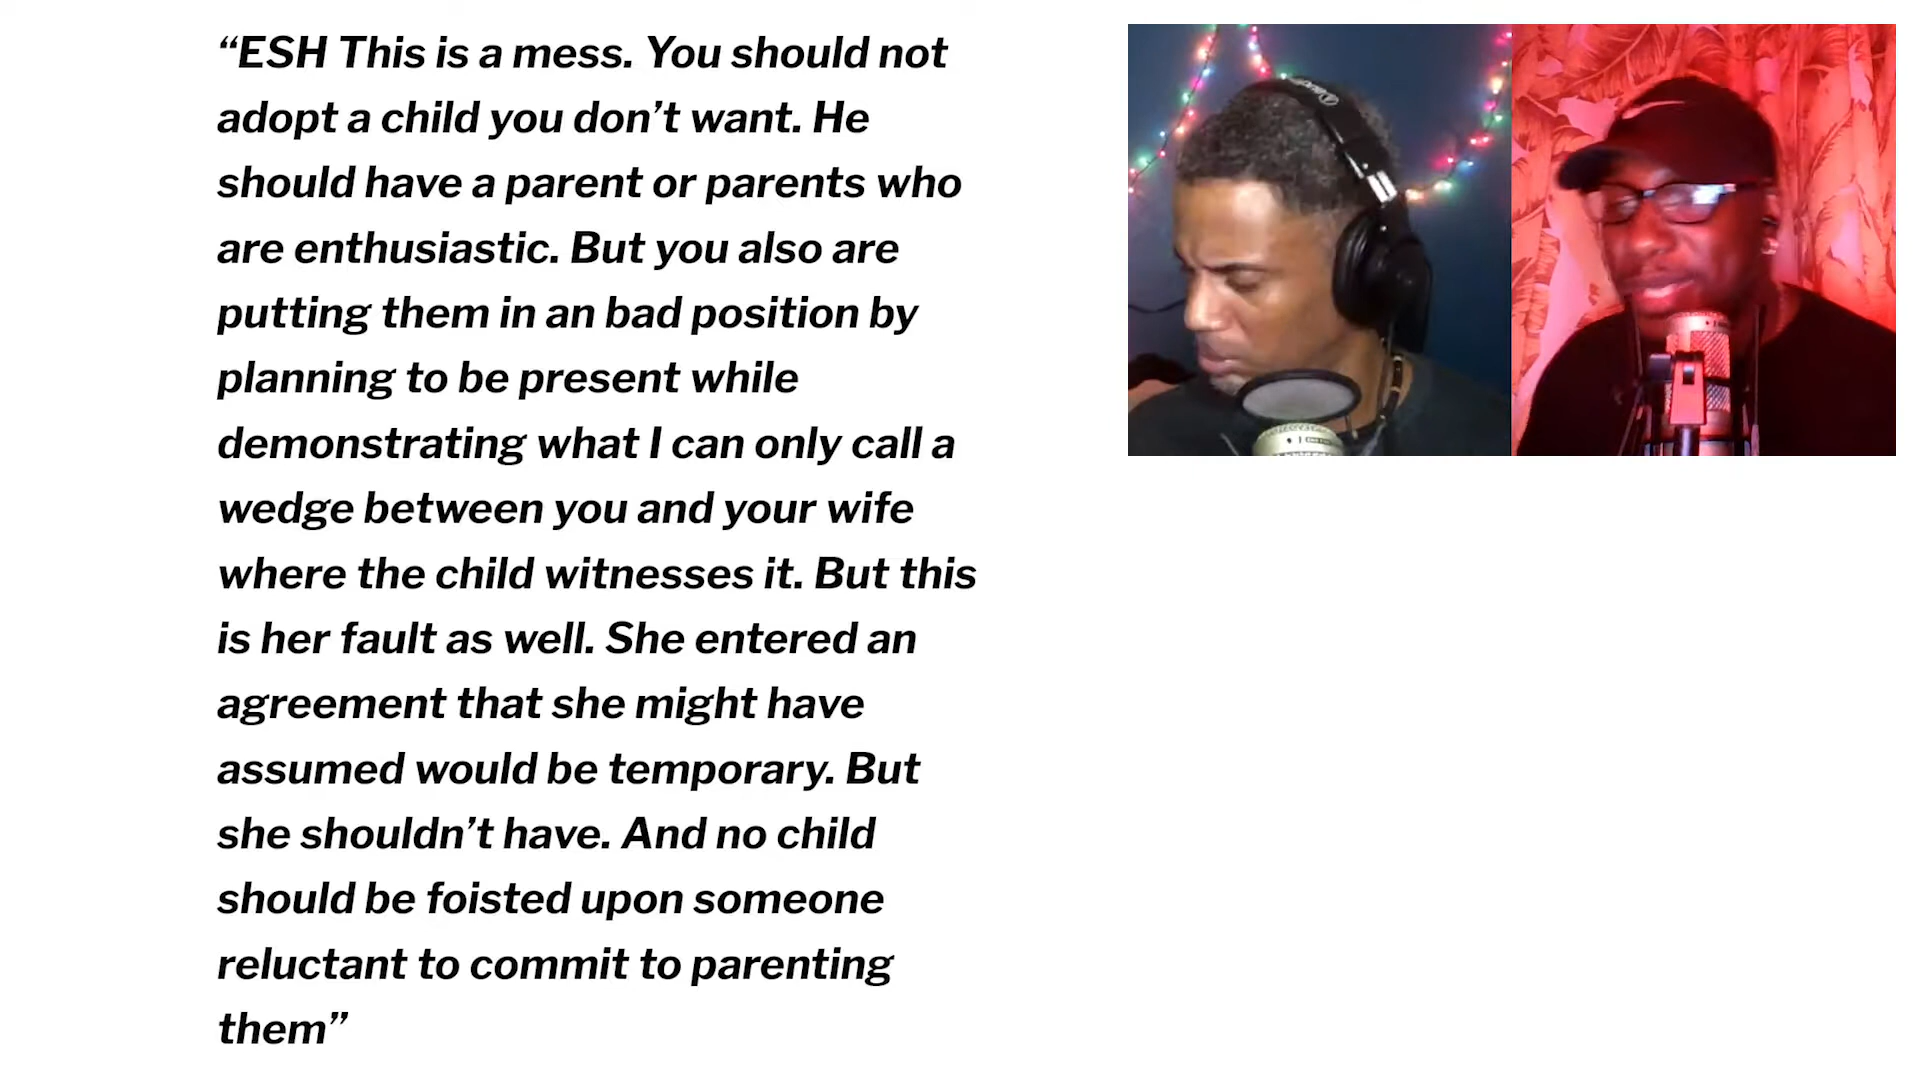 “ESH This is a mess. You should not
adopt a child you don’t want. He
should have a parent or parents who
are enthusiastic. But you also are
putting them in an bad position by
planning to be present while
demonstrating what I can only call a
wedge between you and your wife
where the child witnesses it. But this
is her fault as well. She entered an
agreement that she might have
assumed would be temporary. But
she shouldn’t have. And no child
should be foisted upon someone
reluctant to commit to parenting
them”